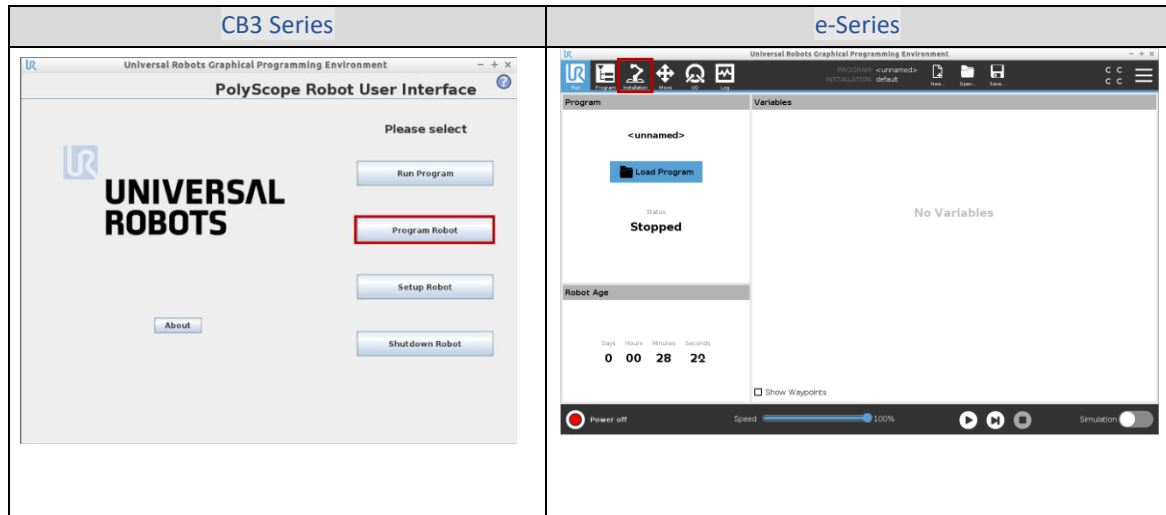 CB3 Series
e-Series
Universal Robots Graphical Programming Environment
PolyScope Robot User Interface
Please select
UR
UNIVERSAL
ROBOTS
Run Program
Program Robot
Setup Robot
About
Shutdown Robot
Universal Robots Graphical Programming Environment
UR
Run
Program
Installation
Move
I/O
Log
PROGRAM <unnamed>
INSTALLATION default
New...
Open...
Save...
C C
C C
Program
Variables
<unnamed>
Load Program
Status
Stopped
No Variables
Robot Age
Days Hours Minutes Seconds
0 00 28 22
Show Waypoints
Power off
Speed
100%
Simulation